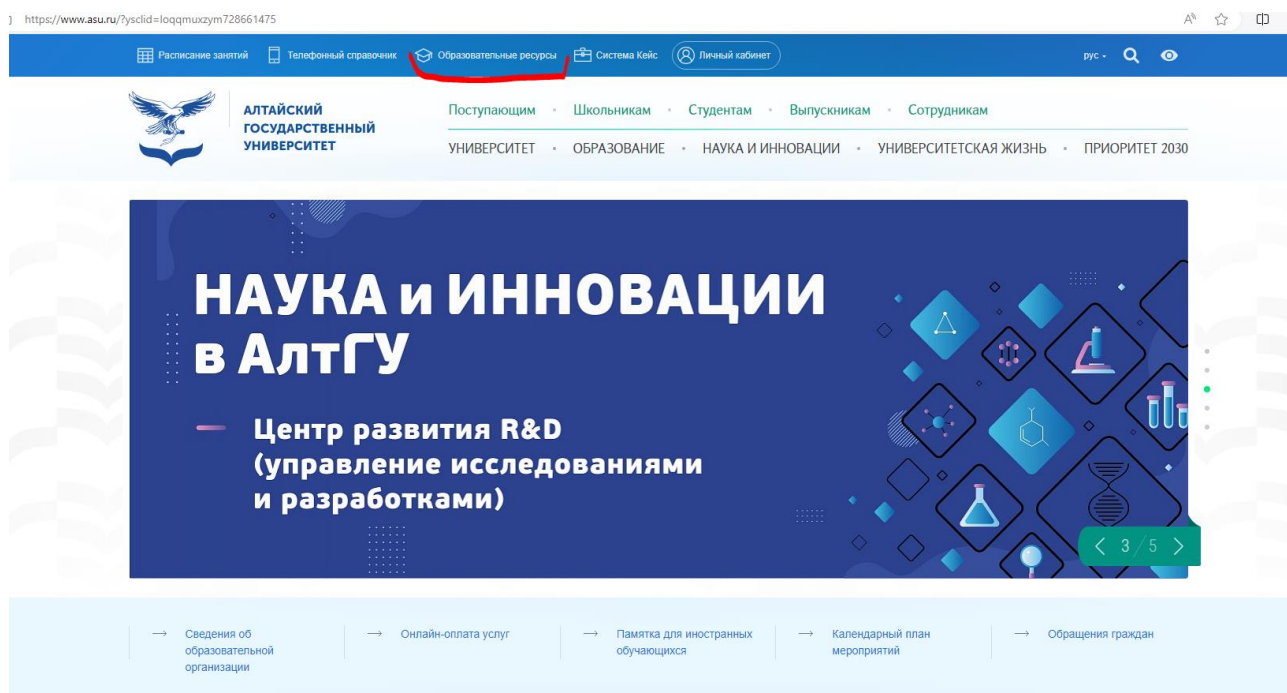 https://www.asu.ru/?ysclid=loqqmuxzym728661475
Расписание занятий Телефонный справочник Образовательные ресурсы Система Кейс Личный кабинет рус
АЛТАЙСКИЙ
ГОСУДАРСТВЕННЫЙ
УНИВЕРСИТЕТ
Поступающим Школьникам Студентам Выпускникам Сотрудникам
УНИВЕРСИТЕТ ОБРАЗОВАНИЕ НАУКА И ИННОВАЦИИ УНИВЕРСИТЕТСКАЯ ЖИЗНЬ ПРИОРИТЕТ 2030
НАУКА и ИННОВАЦИИ
в АлтГУ
Центр развития R&D
(управление исследованиями
и разработками)
3/5
Сведения об
образовательной
организации
Онлайн-оплата услуг
Памятка для иностранных
обучающихся
Календарный план
мероприятий
Обращения граждан